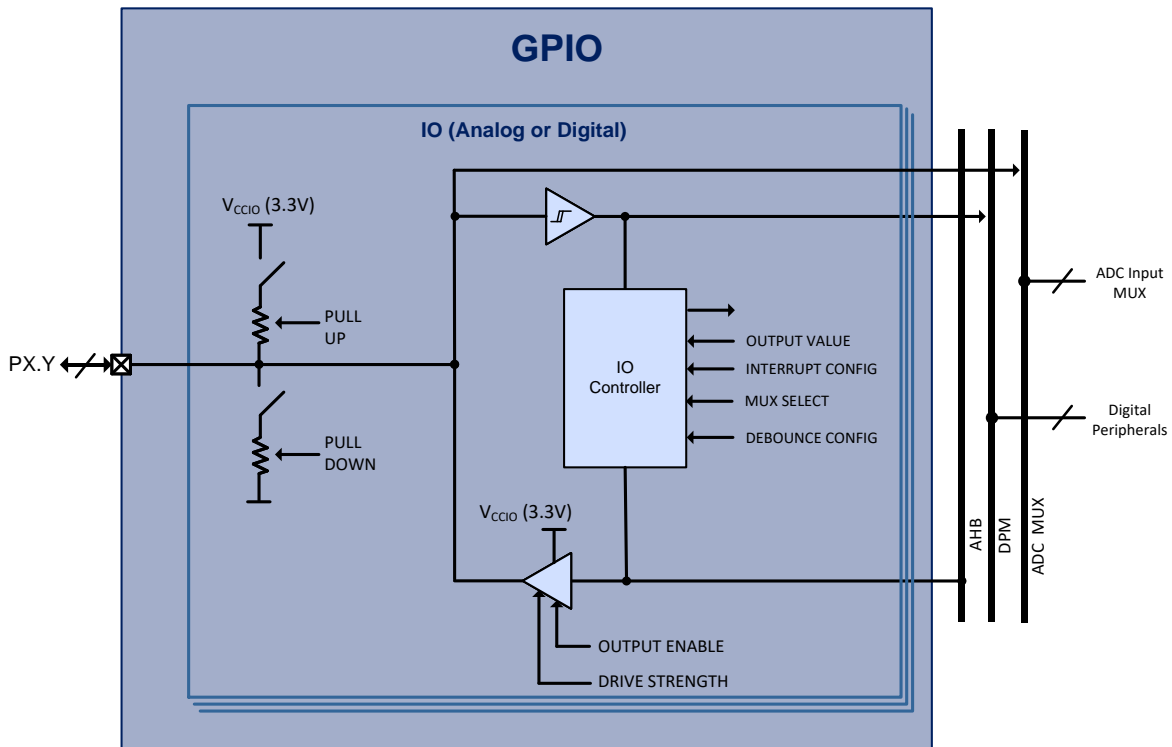 GPIO
IO (Analog or Digital)
VCCIO (3.3V)
PULL
UP
PX.Y
PULL
DOWN
IO
Controller
OUTPUT VALUE
INTERRUPT CONFIG
MUX SELECT
DEBOUNCE CONFIG
ADC Input
MUX
Digital
Peripherals
VCCIO (3.3V)
OUTPUT ENABLE
DRIVE STRENGTH
AHB
DPM
ADC MUX